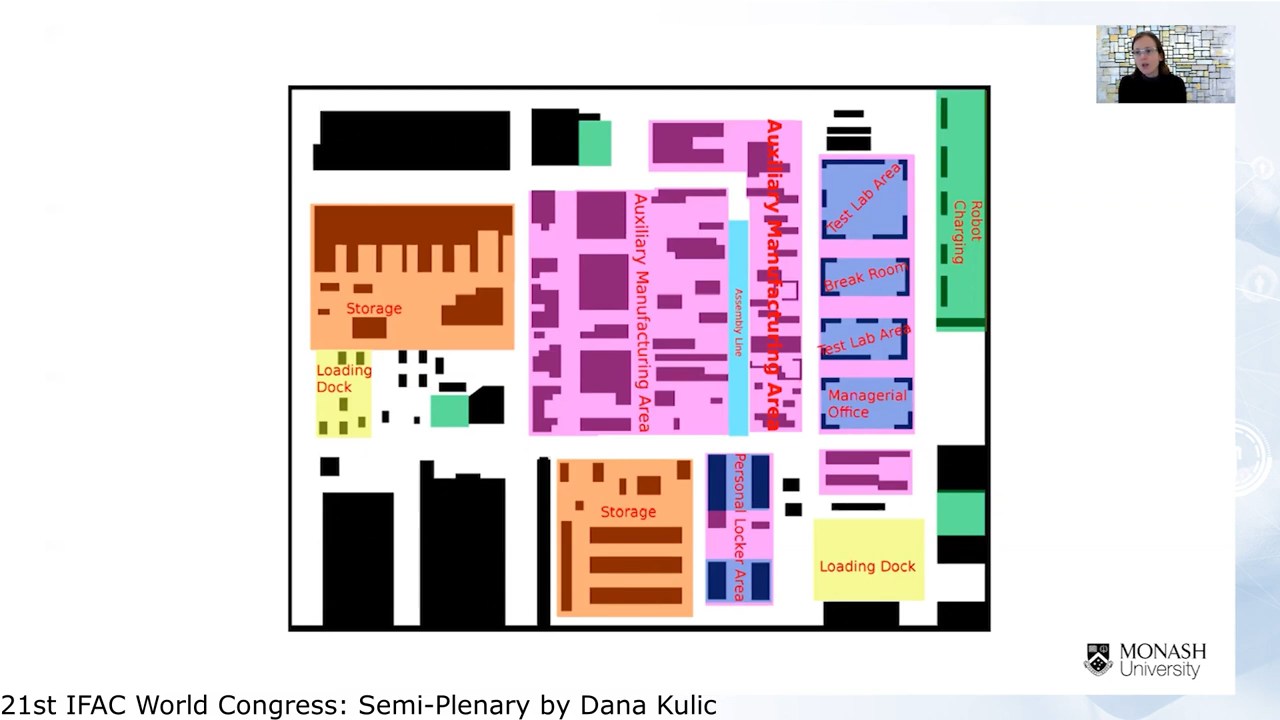 Auxiliary Manufacturing Area
Test Lab Area
Robot
Charging
Auxiliary Manufacturing Area
Break Room
Storage
Assembly Line
Test Lab Area
Loading
Dock
Managerial
Office
Personal Locker Area
Storage
Loading Dock
MONASH
University
21st IFAC World Congress: Semi-Plenary by Dana Kulic